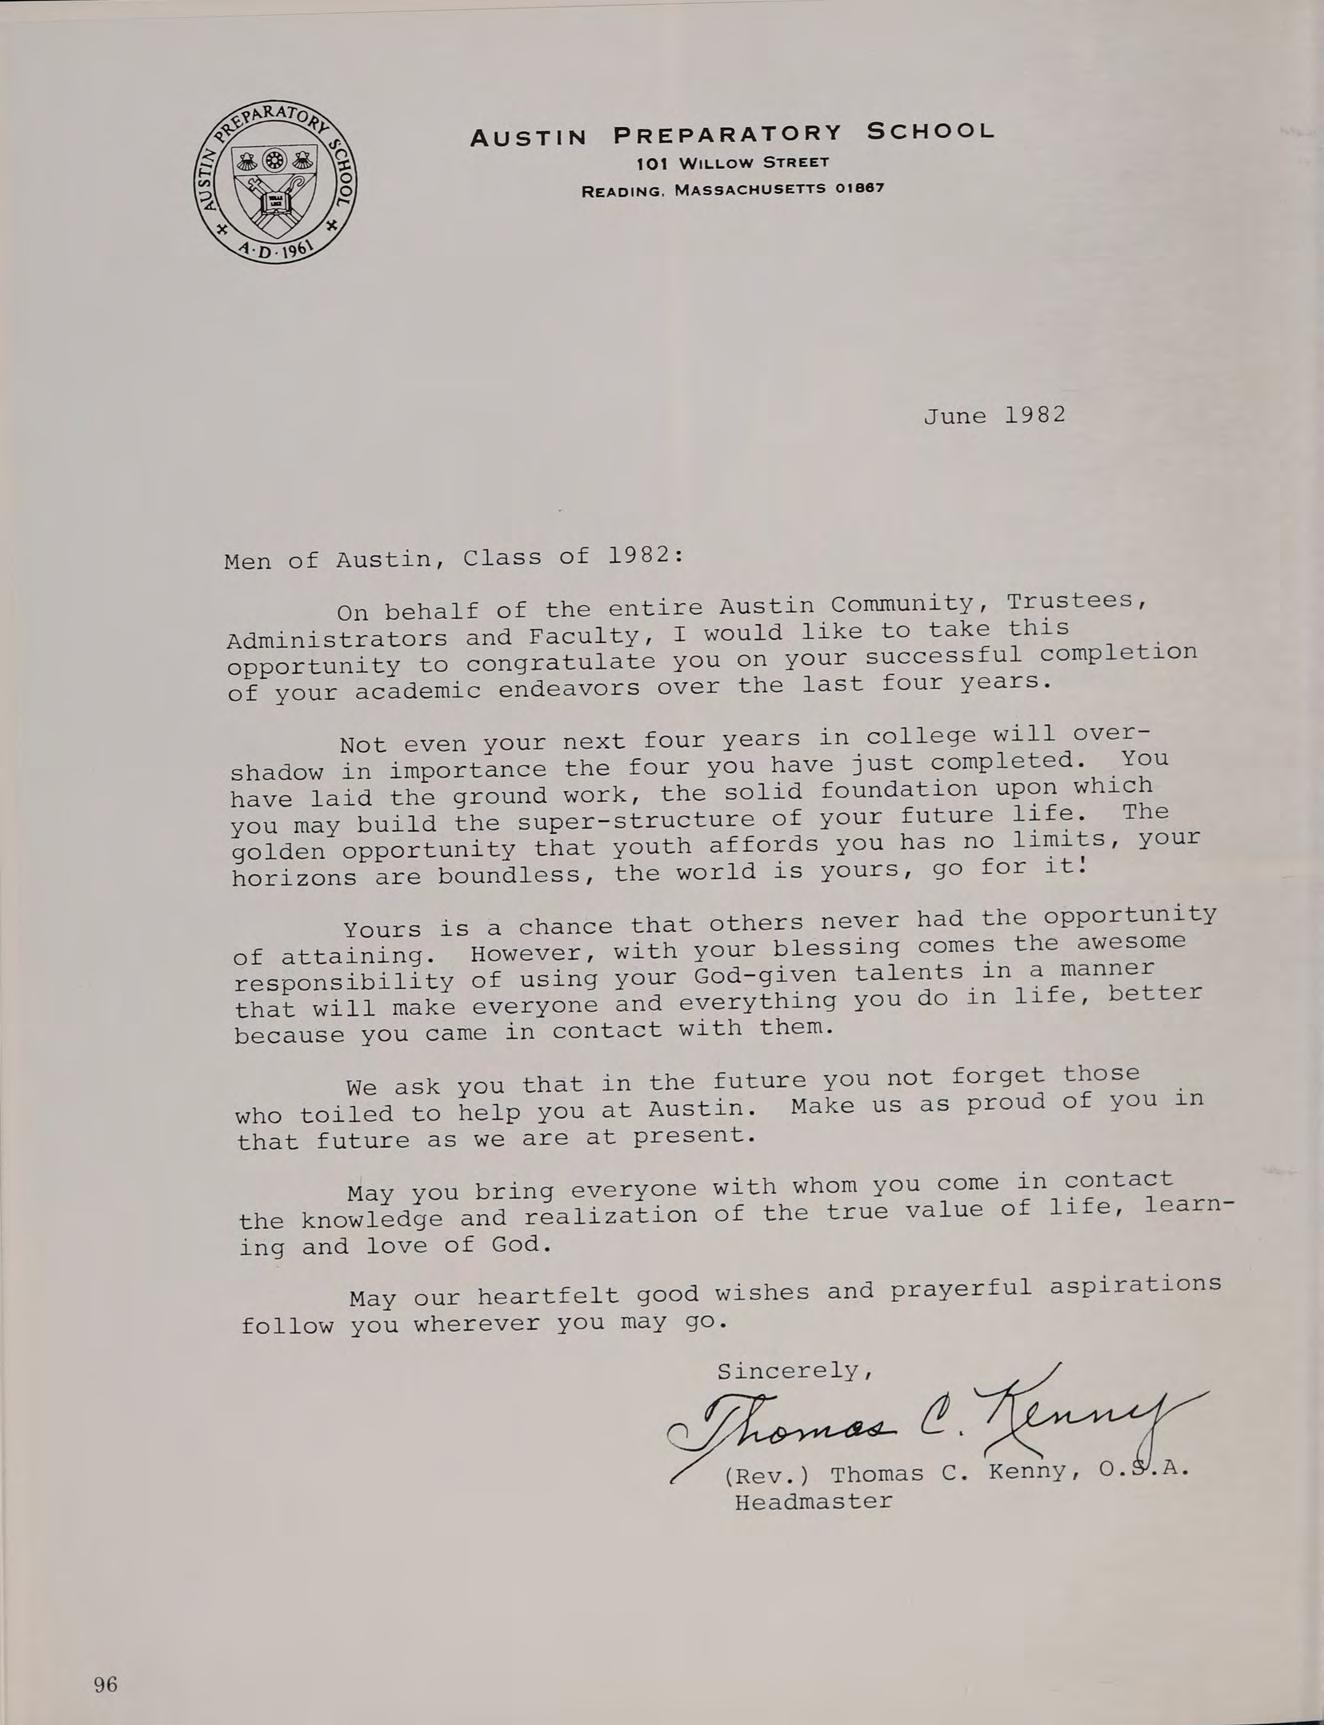 AUSTIN PREPARATORY SCHOOL
A·D·1961
AUSTIN PREPARATORY SCHOOL
101 WILLOW STREET
READING, MASSACHUSETTS 01867
June 1982
Men of Austin, Class of 1982:
On behalf of the entire Austin Community, Trustees,
Administrators and Faculty, I would like to take this
opportunity to congratulate you on your successful completion
of your academic endeavors over the last four years.
Not even your next four years in college will over-
shadow in importance the four you have just completed. You
have laid the ground work, the solid foundation upon which
you may build the super-structure of your future life. The
golden opportunity that youth affords you has no limits, your
horizons are boundless, the world is yours, go for it!
Yours is a chance that others never had the opportunity
of attaining. However, with your blessing comes the awesome
responsibility of using your God-given talents in a manner
that will make everyone and everything you do in life, better
because you came in contact with them.
We ask you that in the future you not forget those
who toiled to help you at Austin. Make us as proud of you in
that future as we are at present.
May you bring everyone with whom you come in contact
the knowledge and realization of the true value of life, learn-
ing and love of God.
May our heartfelt good wishes and prayerful aspirations
follow you wherever you may go.
Sincerely,
Thomas C. Kenny
(Rev.) Thomas C. Kenny, O.S.A.
Headmaster
96